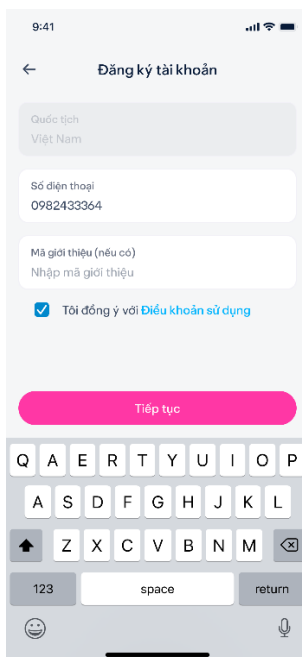 9:41
Đăng ký tài khoản
Quốc tịch
Việt Nam
Số điện thoại
0982433364
Mã giới thiệu (nếu có)
Nhập mã giới thiệu
Tôi đồng ý với Điều khoản sử dụng
Tiếp tục
Q A E R T Y U I O P
A S D F G H J K L
Z X C V B N M
123 space return